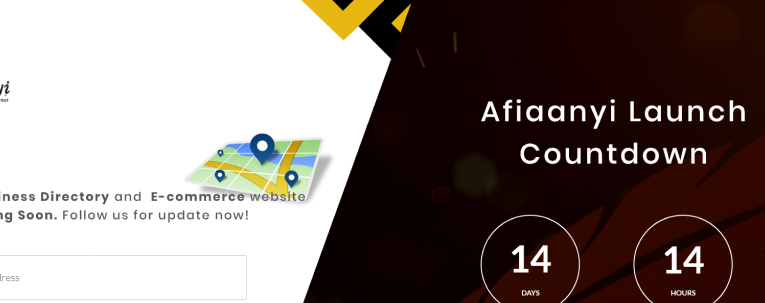 Afiaanyi Launch
Countdown
iness Directory and E-commerce website
ng Soon. Follow us for update now!
dress
14
DAYS
14
HOURS